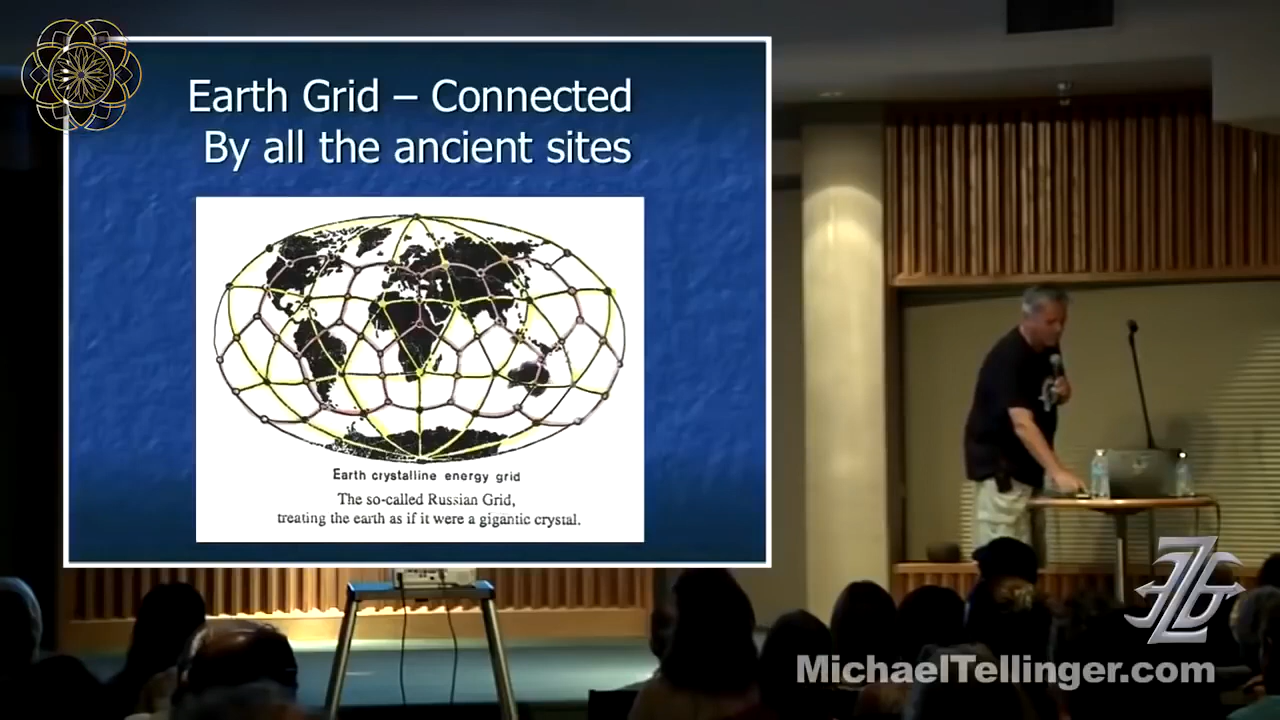 Earth Grid – Connected
By all the ancient sites
Earth crystalline energy grid
The so-called Russian Grid,
treating the earth as if it were a gigantic crystal.
MichaelTellinger.com